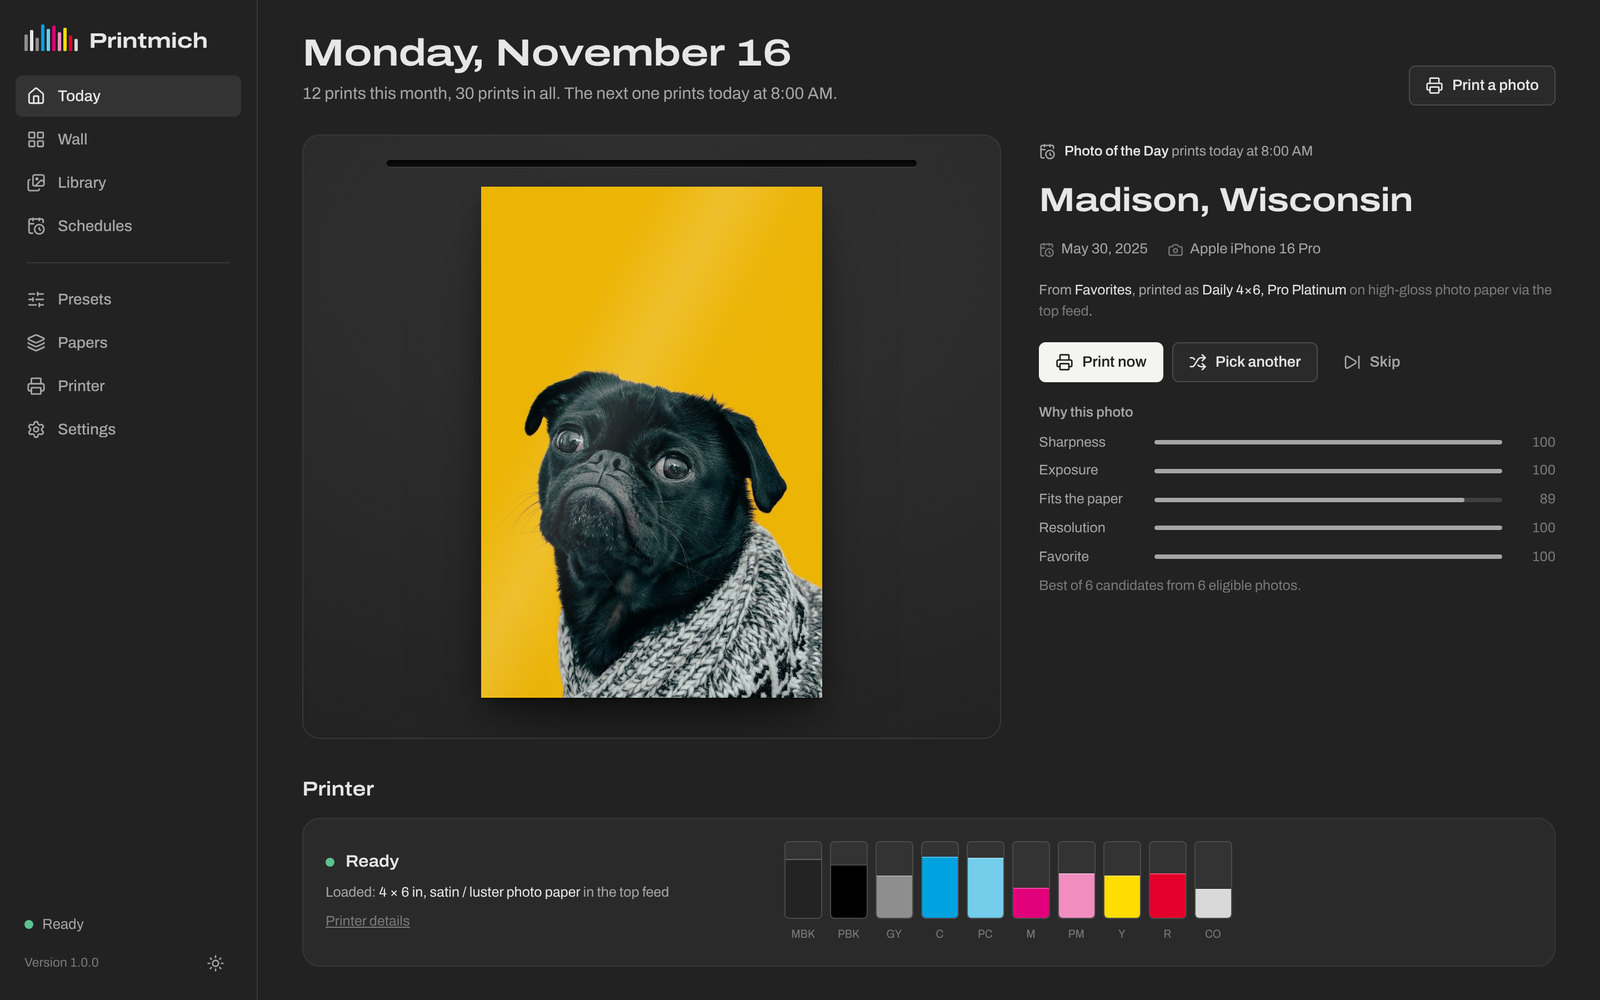 Printmich
Today
Wall
Library
Schedules
Presets
Papers
Printer
Settings
Ready
Version 1.0.0
Monday, November 16
12 prints this month, 30 prints in all. The next one prints today at 8:00 AM.
Print a photo
Photo of the Day prints today at 8:00 AM
Madison, Wisconsin
May 30, 2025 Apple iPhone 16 Pro
From Favorites, printed as Daily 4×6, Pro Platinum on high-gloss photo paper via the
top feed.
Print now Pick another Skip
Why this photo
Sharpness 100
Exposure 100
Fits the paper 89
Resolution 100
Favorite 100
Best of 6 candidates from 6 eligible photos.
Printer
Ready
Loaded: 4 × 6 in, satin / luster photo paper in the top feed
Printer details
MBK PBK GY C PC M PM Y R CO